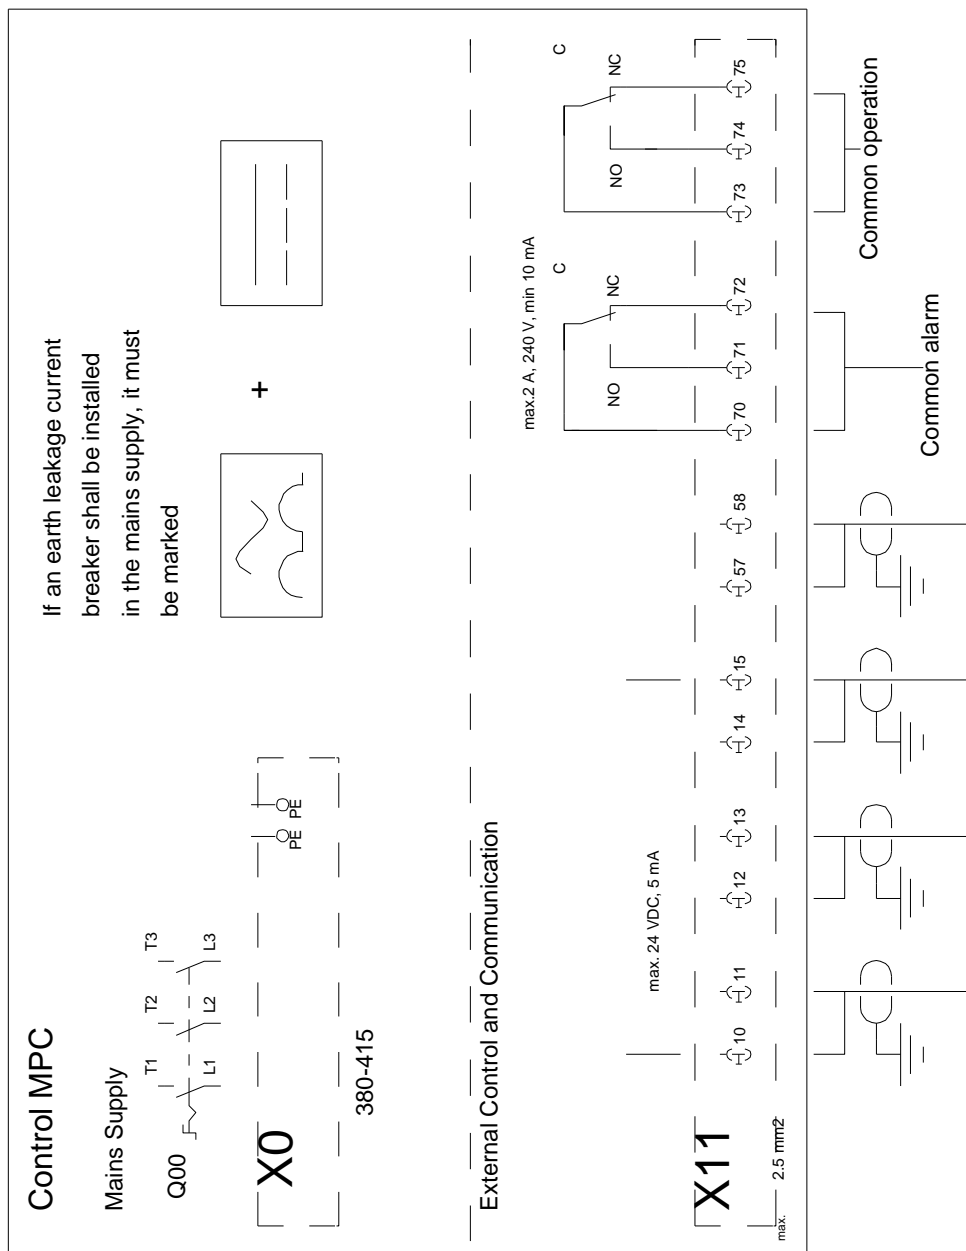 Control MPC
Mains Supply
Q00
T1 T2 T3
L1 L2 L3
X0
PE PE
380-415
If an earth leakage current
breaker shall be installed
in the mains supply, it must
be marked
+
External Control and Communication
max. 24 VDC, 5 mA
max.2 A, 240 V, min 10 mA
C
NO NC
C
NO NC
X11
10 11 12 13 14 15 57 58 70 71 72 73 74 75
max. 2.5 mm2
Common alarm
Common operation